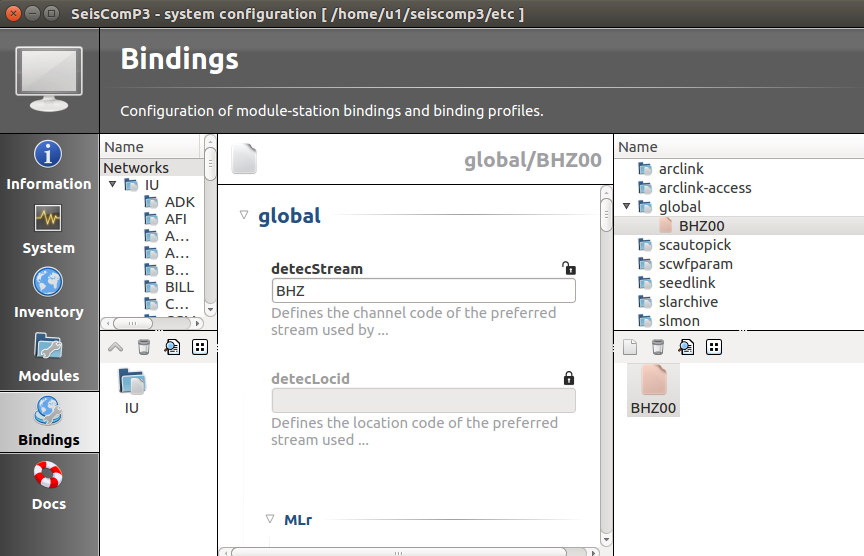 SeisComP3 - system configuration [ /home/u1/seiscomp3/etc ]
Bindings
Configuration of module-station bindings and binding profiles.
Information
System
Inventory
Modules
Bindings
Docs
Name
Networks
IU
ADK
AFI
A...
A...
B...
BILL
C...
IU
global/BHZ00
global
detecStream
BHZ
Defines the channel code of the preferred
stream used by ...
detecLocid
Defines the location code of the preferred
stream used ...
MLr
Name
arclink
arclink-access
global
BHZ00
scautopick
scwfparam
seedlink
slarchive
slmon
BHZ00